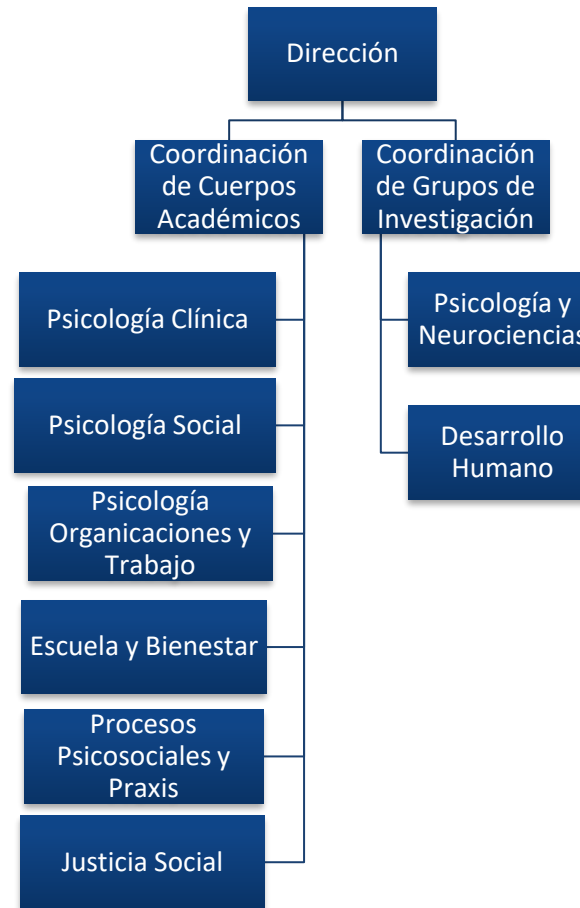 Dirección
Coordinación
de Cuerpos
Académicos
Coordinación
de Grupos de
Investigación
Psicología Clínica
Psicología Social
Psicología
Organicaciones y
Trabajo
Escuela y Bienestar
Procesos
Psicosociales y
Praxis
Justicia Social
Psicología y
Neurociencias
Desarrollo
Humano